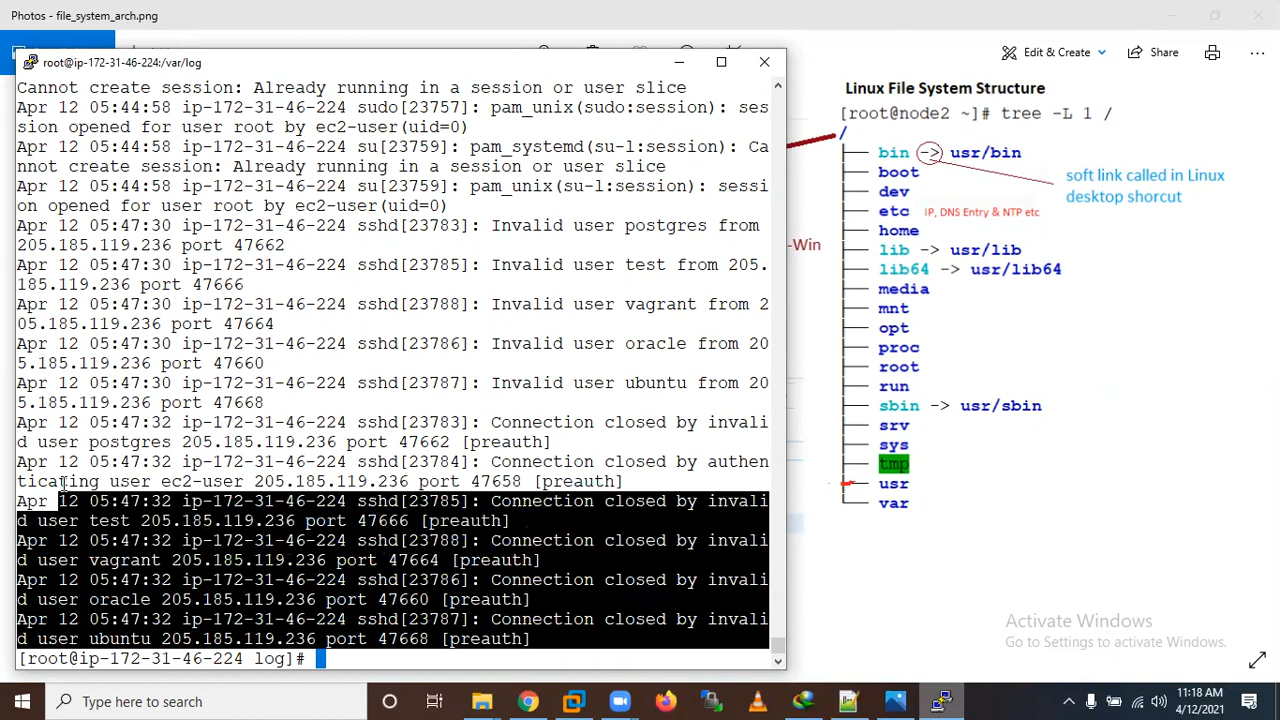 Photos - file_system_arch.png
Edit & Create
Share
root@ip-172-31-46-224:/var/log
Cannot create session: Already running in a session or user slice
Apr 12 05:44:58 ip-172-31-46-224 sudo[23757]: pam_unix(sudo:session): ses
sion opened for user root by ec2-user(uid=0)
Apr 12 05:44:58 ip-172-31-46-224 su[23759]: pam_systemd(su-l:session): Ca
nnot create session: Already running in a session or user slice
Apr 12 05:44:58 ip-172-31-46-224 su[23759]: pam_unix(su-l:session): sessi
on opened for user root by ec2-user(uid=0)
Apr 12 05:47:30 ip-172-31-46-224 sshd[23783]: Invalid user postgres from
205.185.119.236 port 47662
Apr 12 05:47:30 ip-172-31-46-224 sshd[23785]: Invalid user test from 205.
185.119.236 port 47666
Apr 12 05:47:30 ip-172-31-46-224 sshd[23788]: Invalid user vagrant from 2
05.185.119.236 port 47664
Apr 12 05:47:30 ip-172-31-46-224 sshd[23786]: Invalid user oracle from 20
5.185.119.236 port 47660
Apr 12 05:47:30 ip-172-31-46-224 sshd[23787]: Invalid user ubuntu from 20
5.185.119.236 port 47668
Apr 12 05:47:32 ip-172-31-46-224 sshd[23783]: Connection closed by invali
d user postgres 205.185.119.236 port 47662 [preauth]
Apr 12 05:47:32 ip-172-31-46-224 sshd[23784]: Connection closed by authen
ticating user ec2-user 205.185.119.236 port 47658 [preauth]
Apr 12 05:47:32 ip-172-31-46-224 sshd[23785]: Connection closed by invali
d user test 205.185.119.236 port 47666 [preauth]
Apr 12 05:47:32 ip-172-31-46-224 sshd[23788]: Connection closed by invali
d user vagrant 205.185.119.236 port 47664 [preauth]
Apr 12 05:47:32 ip-172-31-46-224 sshd[23786]: Connection closed by invali
d user oracle 205.185.119.236 port 47660 [preauth]
Apr 12 05:47:32 ip-172-31-46-224 sshd[23787]: Connection closed by invali
d user ubuntu 205.185.119.236 port 47668 [preauth]
[root@ip-172-31-46-224 log]#
Linux File System Structure
[root@node2 ~]# tree -L 1 /
/
bin -> usr/bin
soft link called in Linux
desktop shorcut
boot
dev
etc IP, DNS Entry & NTP etc
home
-Win
lib -> usr/lib
lib64 -> usr/lib64
media
mnt
opt
proc
root
run
sbin -> usr/sbin
srv
sys
tmp
usr
var
Activate Windows
Go to Settings to activate Windows.
Type here to search
11:18 AM
4/12/2021